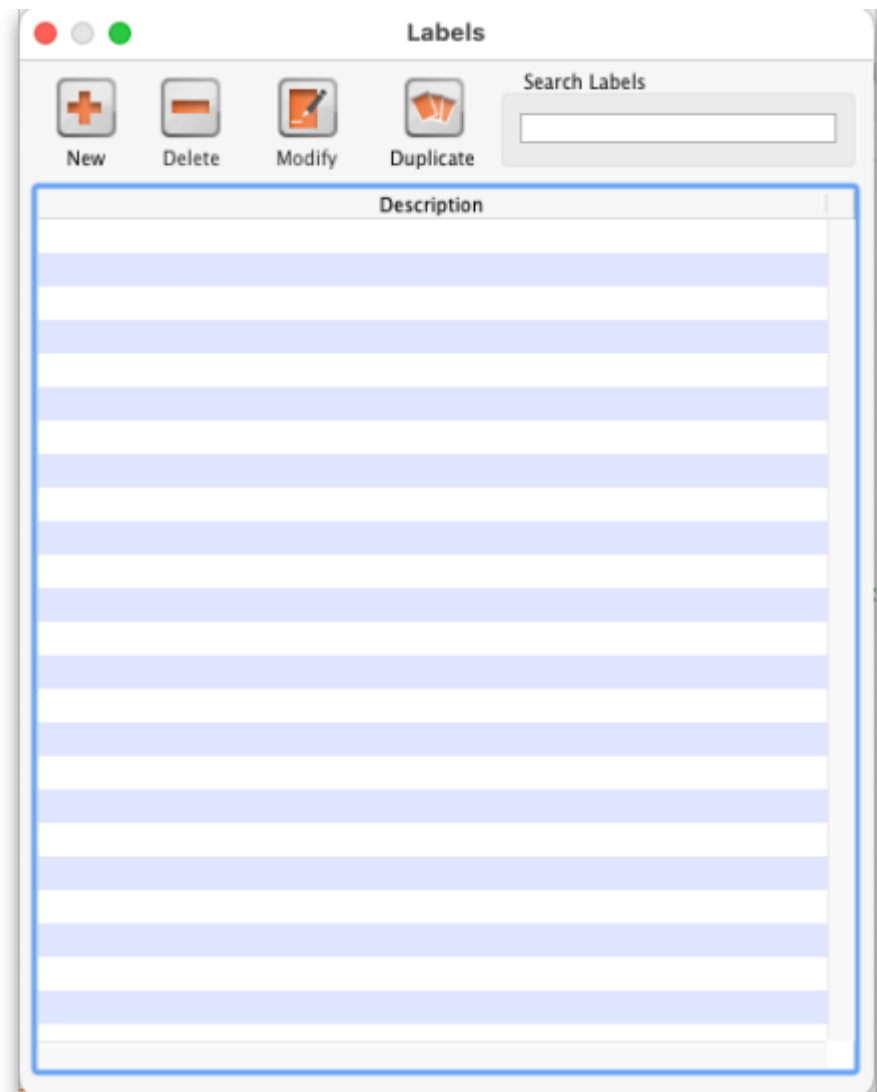 Labels
New
Delete
Modify
Duplicate
Search Labels
Description